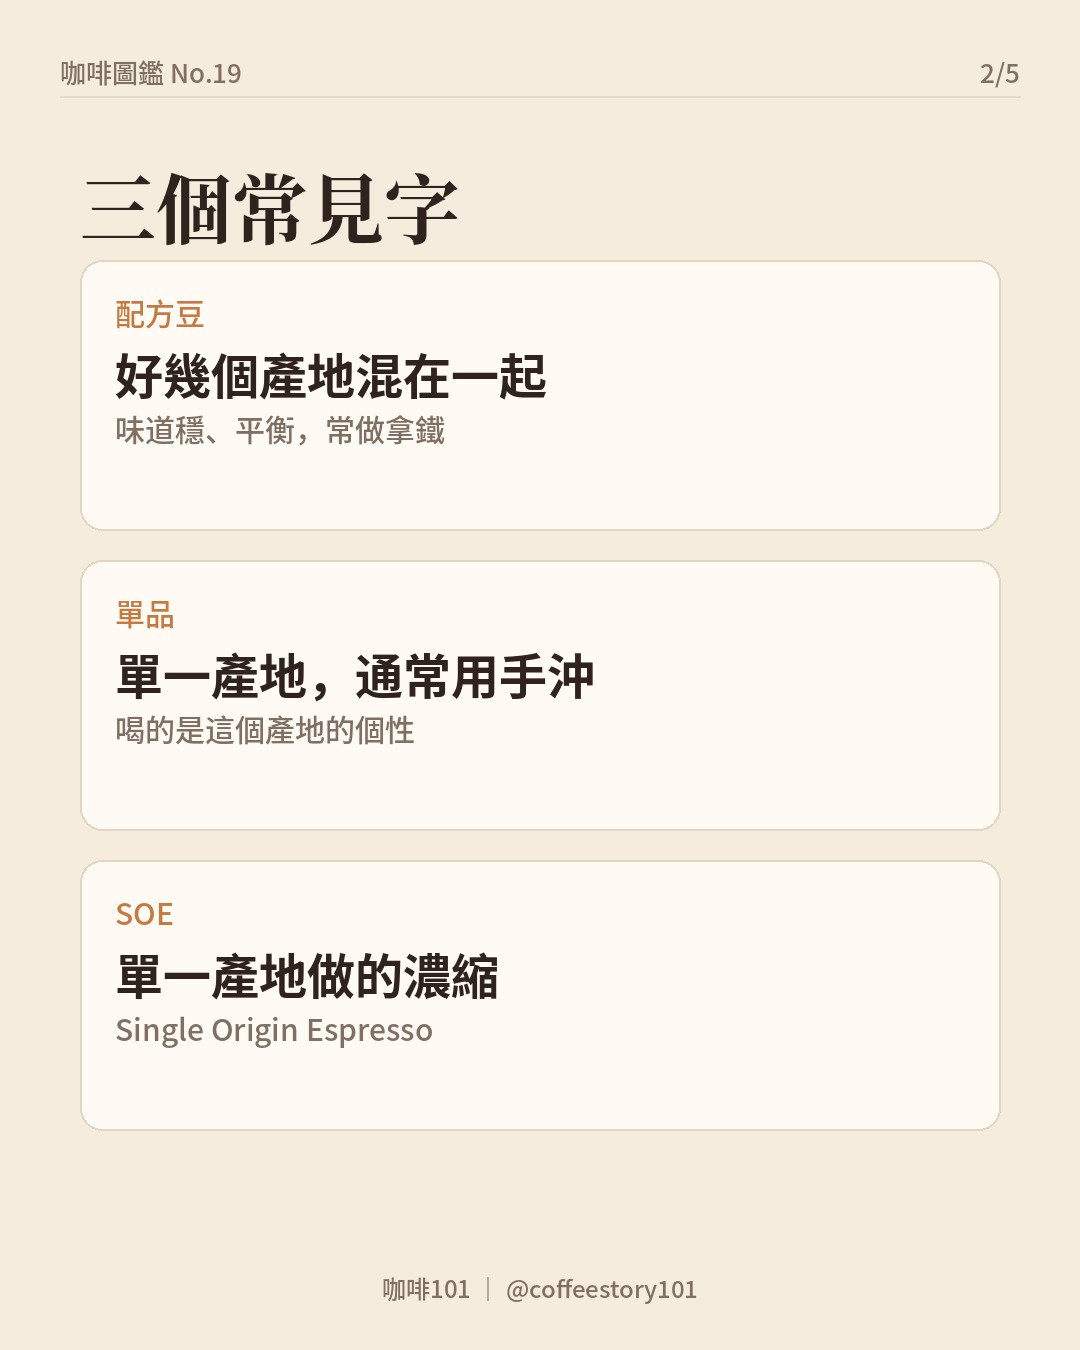 咖啡圖鑑 No.19
2/5
三個常見字
配方豆
好幾個產地混在一起
味道穩、平衡，常做拿鐵
單品
單一產地，通常用手沖
喝的是這個產地的個性
SOE
單一產地做的濃縮
Single Origin Espresso
咖啡101｜@coffeestory101